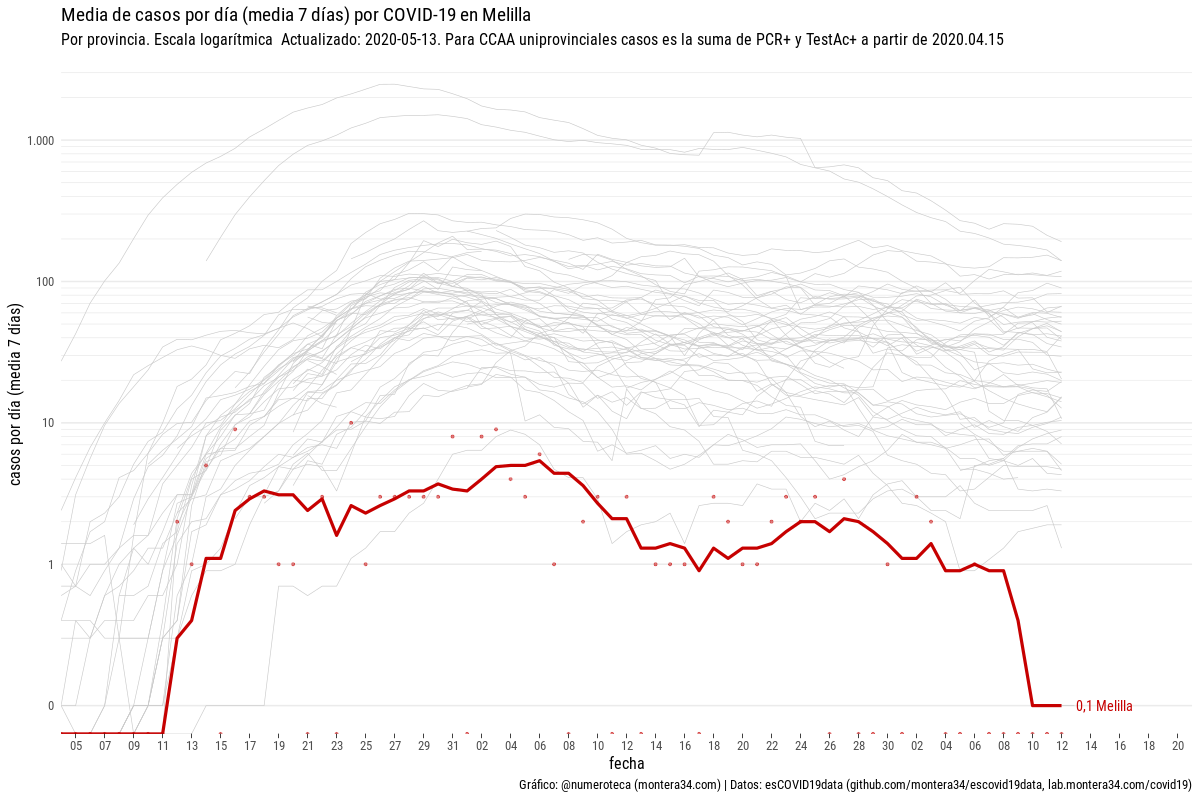 Media de casos por día (media 7 días) por COVID-19 en Melilla
Por provincia. Escala logarítmica  Actualizado: 2020-05-13. Para CCAA uniprovinciales casos es la suma de PCR+ y TestAc+ a partir de 2020.04.15
casos por día (media 7 días)
1.000
100
10
1
0
0,1 Melilla
05 07 09 11 13 15 17 19 21 23 25 27 29 31 02 04 06 08 10 12 14 16 18 20 22 24 26 28 30 02 04 06 08 10 12 14 16 18 20
fecha
Gráfico: @numeroteca (montera34.com) | Datos: esCOVID19data (github.com/montera34/escovid19data, lab.montera34.com/covid19)